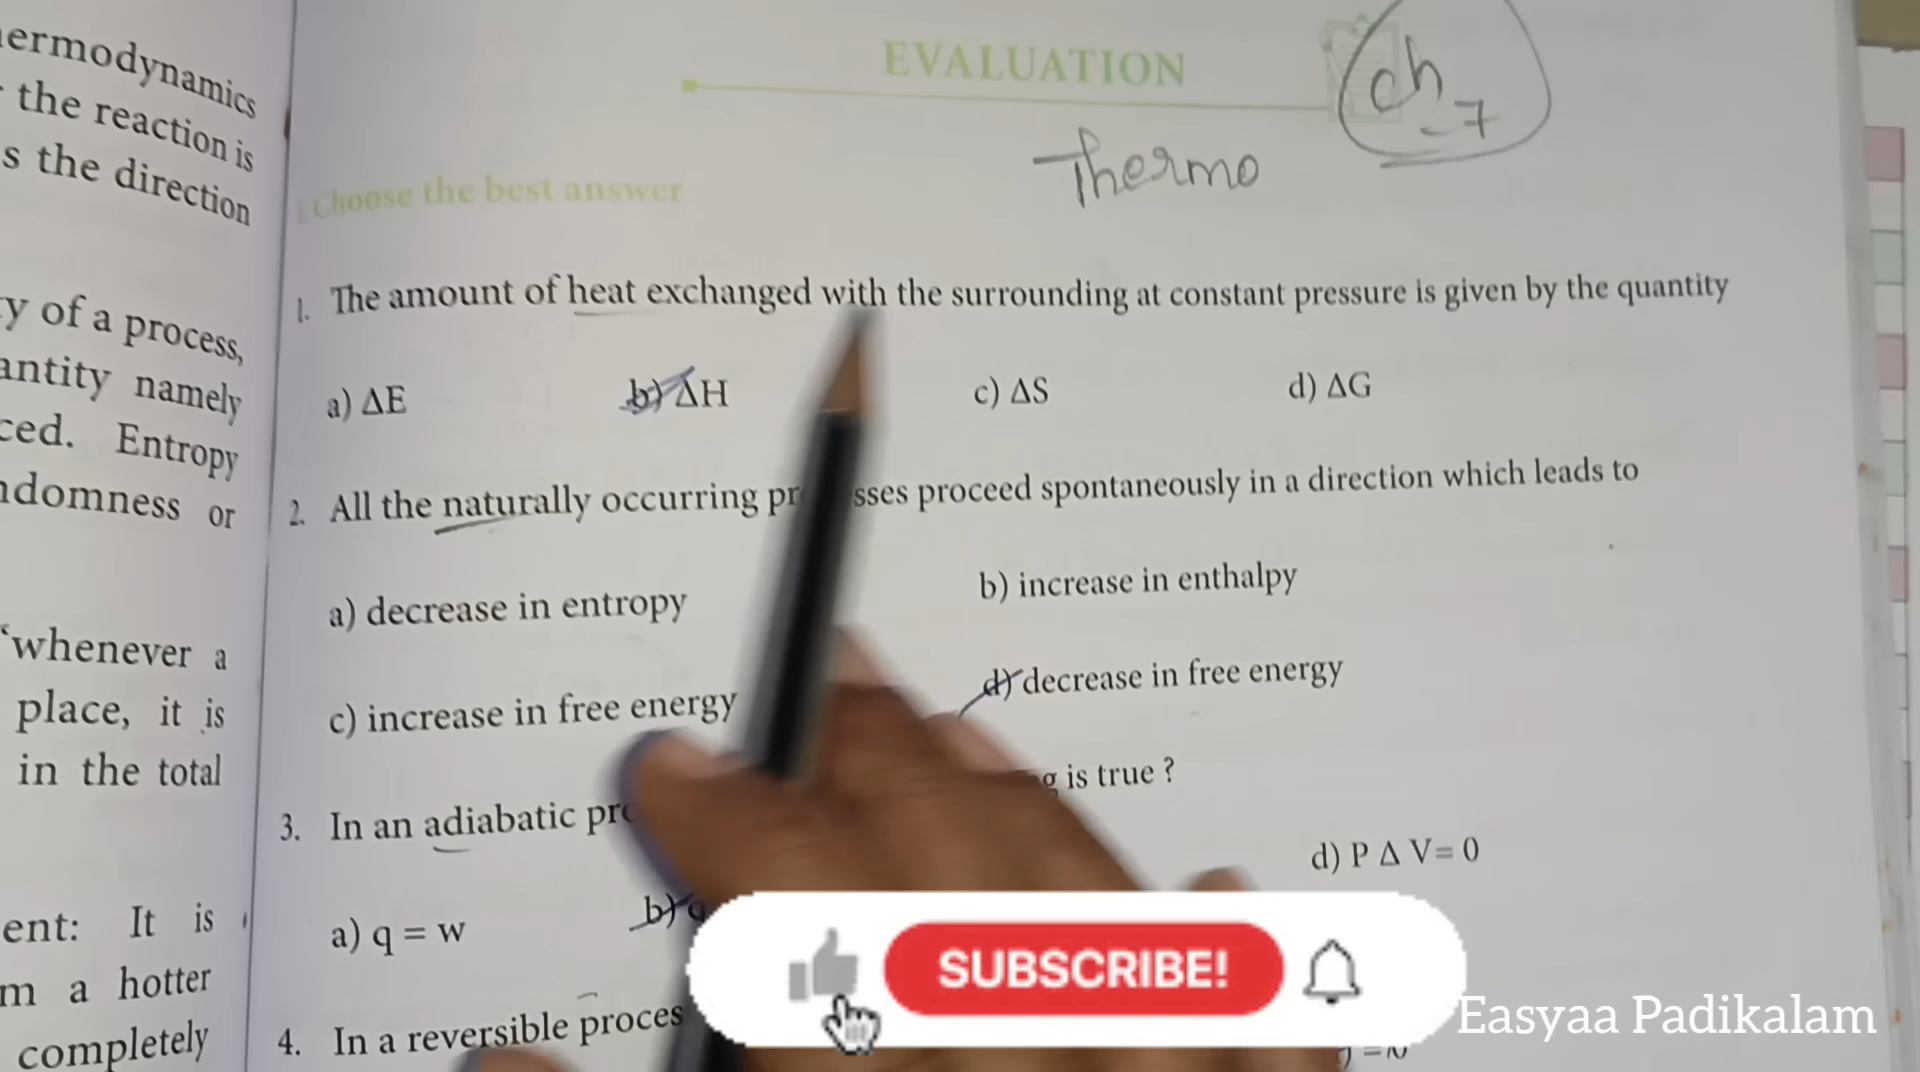 ermodynamics
the reaction is
s the direction
y of a process,
antity namely
ced. Entropy
ndomness or
"whenever a
place, it is
in the total
ent: It is
m a hotter
completely
EVALUATION
ch - 7
Thermo
I. Choose the best answer
1. The amount of heat exchanged with the surrounding at constant pressure is given by the quantity
a) ΔE b) ΔH c) ΔS d) ΔG
2. All the naturally occurring pr sses proceed spontaneously in a direction which leads to
a) decrease in entropy b) increase in enthalpy
c) increase in free energy d) decrease in free energy
3. In an adiabatic pro g is true ?
a) q = w b) q d) P Δ V= 0
4. In a reversible proces
SUBSCRIBE!
Easyaa Padikalam